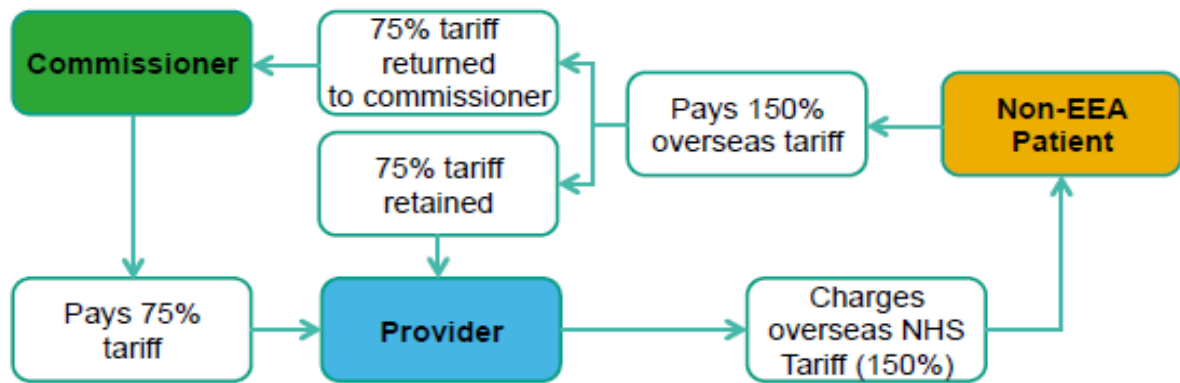 Commissioner
75% tariff
returned
to commissioner
Pays 150%
overseas tariff
Non-EEA
Patient
75% tariff
retained
Pays 75%
tariff
Provider
Charges
overseas NHS
Tariff (150%)